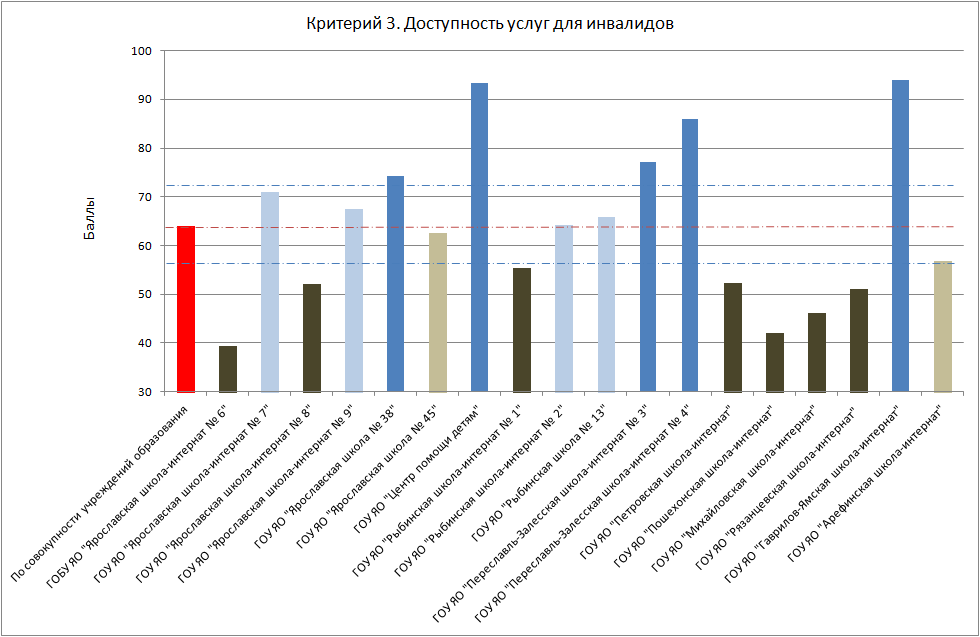 Критерий 3. Доступность услуг для инвалидов
Баллы
100
90
80
70
60
50
40
30
По совокупности учреждений образования
ГОБУ ЯО "Ярославская школа-интернат № 6"
ГОУ ЯО "Ярославская школа-интернат № 7"
ГОУ ЯО "Ярославская школа-интернат № 8"
ГОУ ЯО "Ярославская школа-интернат № 9"
ГОУ ЯО "Ярославская школа № 38"
ГОУ ЯО "Ярославская школа № 45"
ГОУ ЯО "Центр помощи детям"
ГОУ ЯО "Рыбинская школа-интернат № 1"
ГОУ ЯО "Рыбинская школа-интернат № 2"
ГОУ ЯО "Рыбинская школа № 13"
ГОУ ЯО "Переславль-Залесская школа-интернат № 3"
ГОУ ЯО "Переславль-Залесская школа-интернат № 4"
ГОУ ЯО "Петровская школа-интернат"
ГОУ ЯО "Пошехонская школа-интернат"
ГОУ ЯО "Михайловская школа-интернат"
ГОУ ЯО "Рязанцевская школа-интернат"
ГОУ ЯО "Гаврилов-Ямская школа-интернат"
ГОУ ЯО "Арефинская школа-интернат"